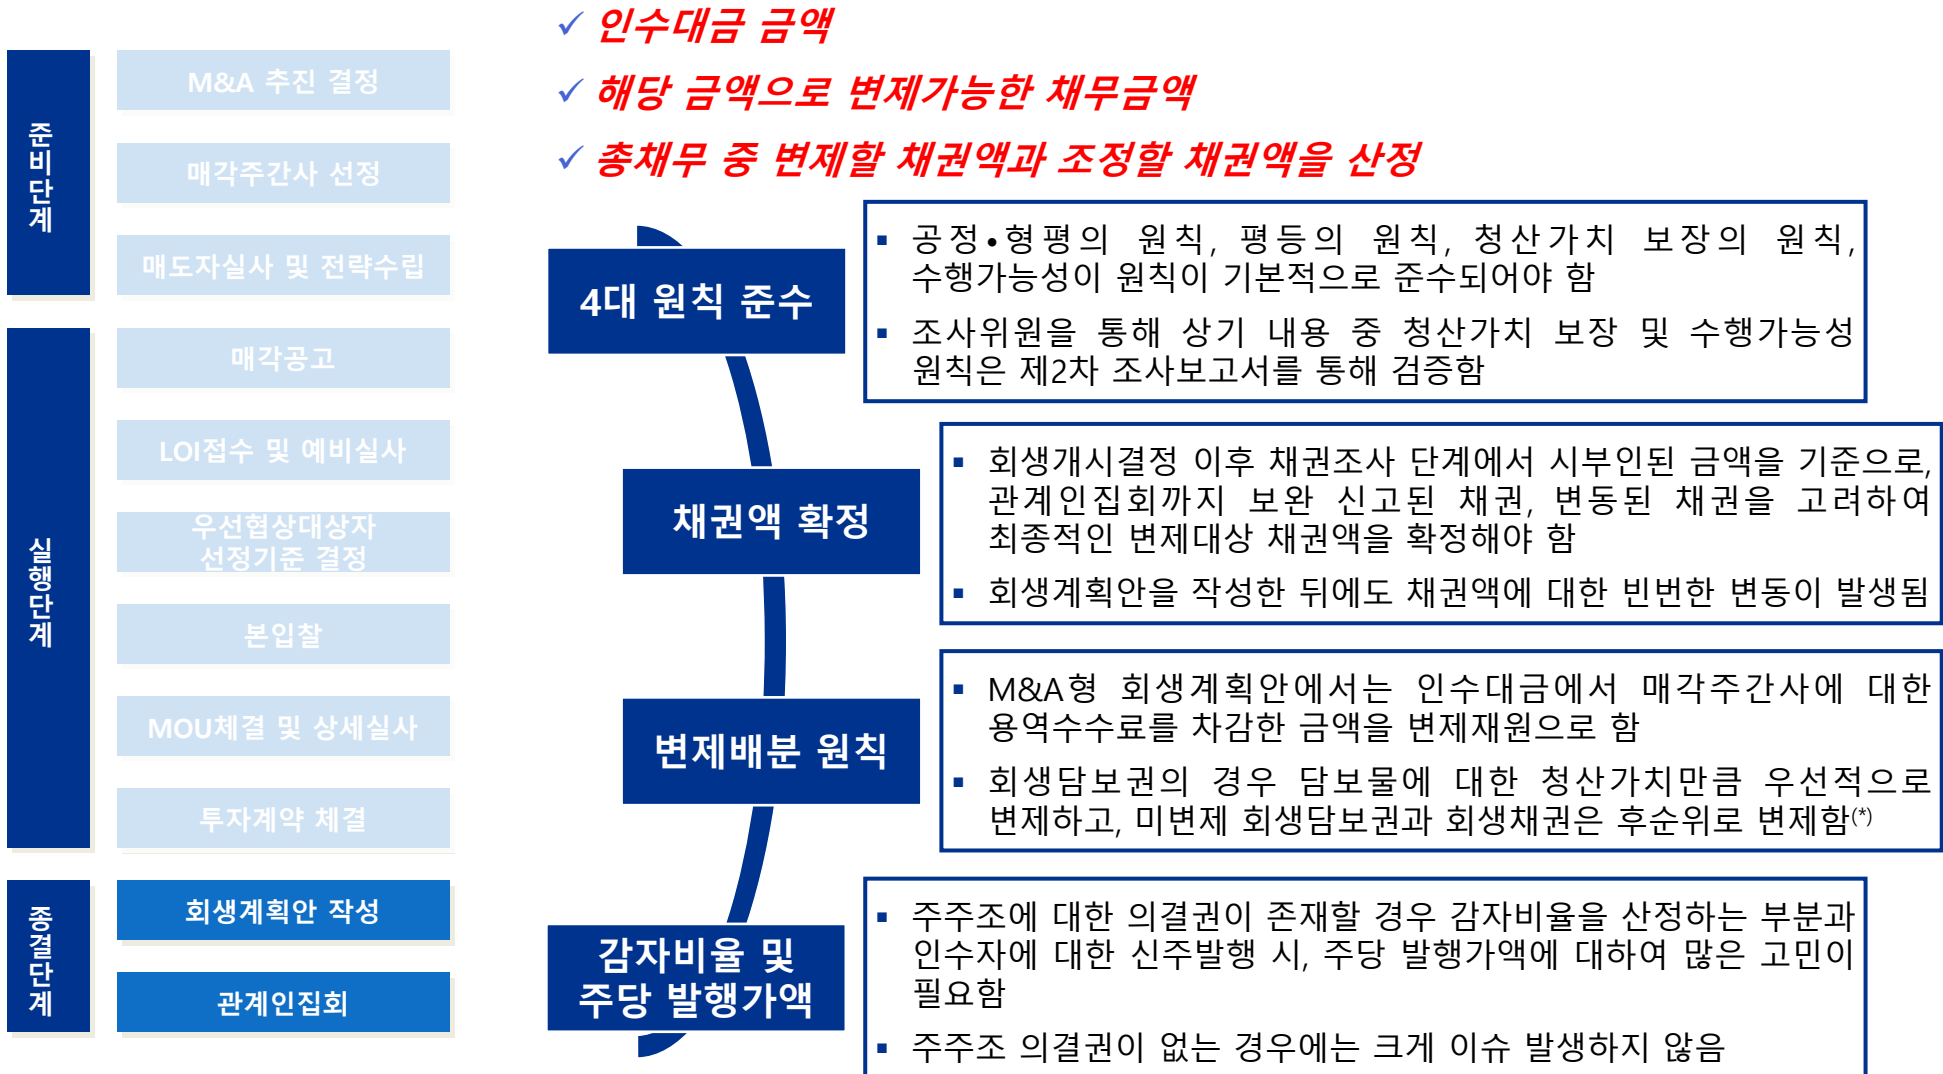 ✓ 인수대금 금액
✓ 해당 금액으로 변제가능한 채무금액
✓ 총채무 중 변제할 채권액과 조정할 채권액을 산정
준비단계
M&A 추진 결정
매각주간사 선정
매도자실사 및 전략수립
실행단계
매각공고
LOI접수 및 예비실사
우선협상대상자
선정기준 결정
본입찰
MOU체결 및 상세실사
투자계약 체결
종결단계
회생계획안 작성
관계인집회
4대 원칙 준수
▪ 공정•형평의 원칙, 평등의 원칙, 청산가치 보장의 원칙,
수행가능성이 원칙이 기본적으로 준수되어야 함
▪ 조사위원을 통해 상기 내용 중 청산가치 보장 및 수행가능성
원칙은 제2차 조사보고서를 통해 검증함
채권액 확정
▪ 회생개시결정 이후 채권조사 단계에서 시부인된 금액을 기준으로,
관계인집회까지 보완 신고된 채권, 변동된 채권을 고려하여
최종적인 변제대상 채권액을 확정해야 함
▪ 회생계획안을 작성한 뒤에도 채권액에 대한 빈번한 변동이 발생됨
변제배분 원칙
▪ M&A형 회생계획안에서는 인수대금에서 매각주간사에 대한
용역수수료를 차감한 금액을 변제재원으로 함
▪ 회생담보권의 경우 담보물에 대한 청산가치만큼 우선적으로
변제하고, 미변제 회생담보권과 회생채권은 후순위로 변제함(*)
감자비율 및
주당 발행가액
▪ 주주조에 대한 의결권이 존재할 경우 감자비율을 산정하는 부분과
인수자에 대한 신주발행 시, 주당 발행가액에 대하여 많은 고민이
필요함
▪ 주주조 의결권이 없는 경우에는 크게 이슈 발생하지 않음